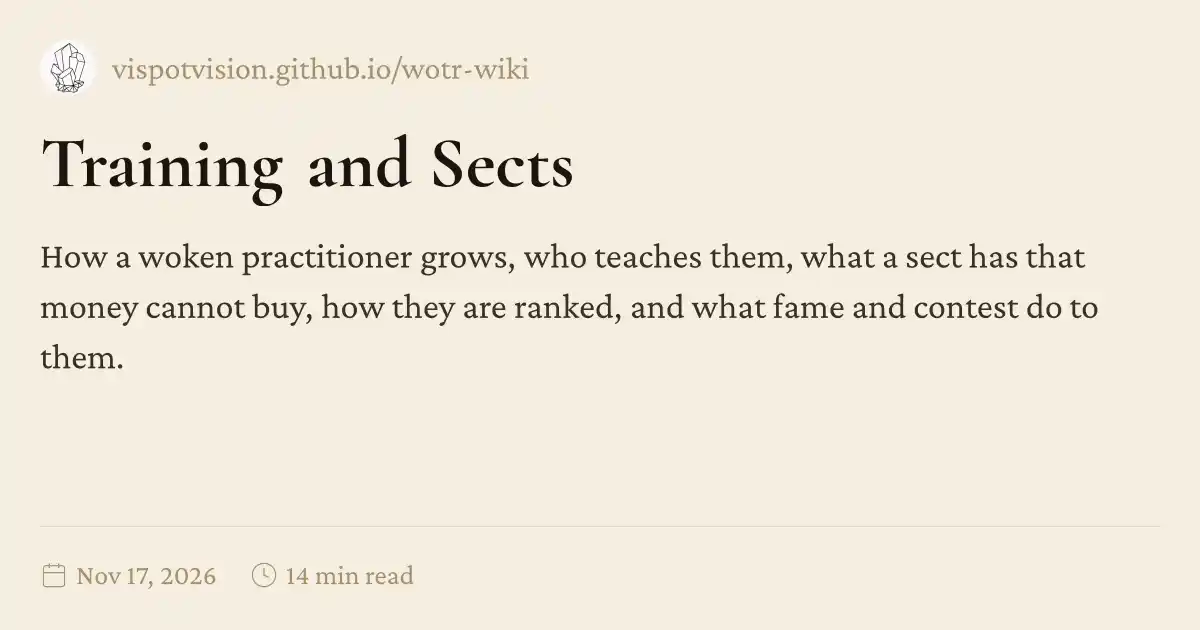 vispotvision.github.io/wotr-wiki
Training and Sects
How a woken practitioner grows, who teaches them, what a sect has that
money cannot buy, how they are ranked, and what fame and contest do to
them.
Nov 17, 2026
14 min read